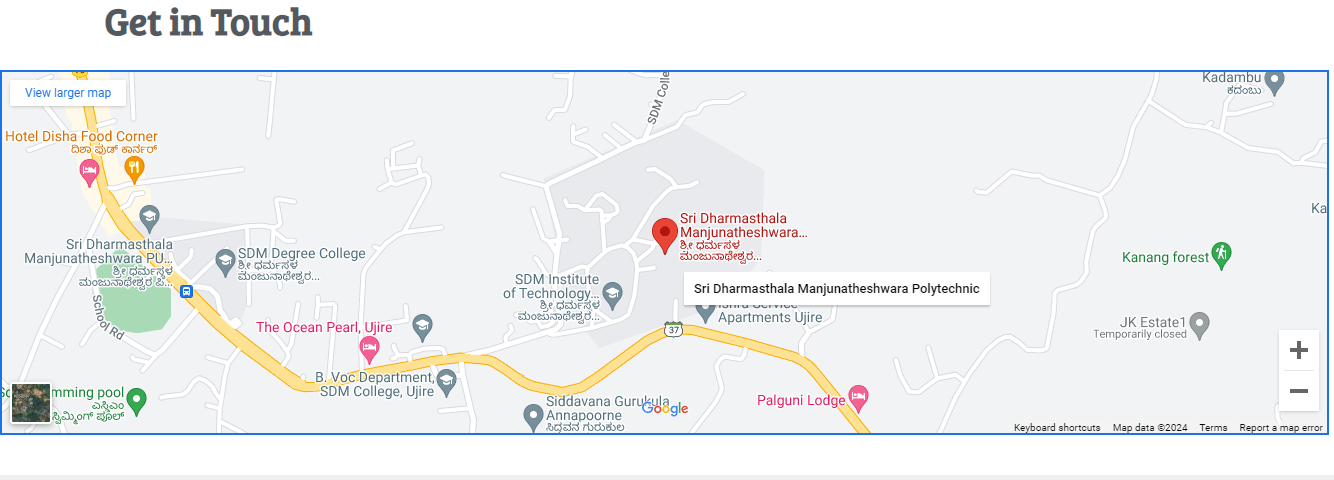 Get in Touch
View larger map
SDM Colle
Kadambu
ಕದಂಬು
Hotel Disha Food Corner
ದಿಶಾ ಫುಡ್ ಕಾರ್ನರ್
Ka
Sri Dharmasthala
Manjunatheshwara...
ಶ್ರೀ ಧರ್ಮಸ್ಥಳ
ಮಂಜುನಾಥೇಶ್ವರ...
Sri Dharmasthala
Manjunatheshwara PU...
ಶ್ರೀ ಧರ್ಮಸ್ಥಳ
ಮಂಜುನಾಥೇಶ್ವರ ಪಿ...
SDM Degree College
ಶ್ರೀ ಧರ್ಮಸ್ಥಳ
ಮಂಜುನಾಥೇಶ್ವರ...
Kanang forest
SDM Institute
of Technology...
ಶ್ರೀ ಧರ್ಮಸ್ಥಳ
ಮಂಜುನಾಥೇಶ್ವರ...
Sri Dharmasthala Manjunatheshwara Polytechnic
Apartments Ujire
School Rd
The Ocean Pearl, Ujire
37
JK Estate1
Temporarily closed
B. Voc Department,
SDM College, Ujire
mming pool
ಎಸ್ಡಿಎಂ
ಸ್ವಿಮ್ಮಿಂಗ್ ಪೂಲ್
Siddavana Gurukula
Annapoorne
ಸಿದ್ಧವನ ಗುರುಕುಲ
Google
Palguni Lodge
Keyboard shortcuts Map data ©2024 Terms Report a map error